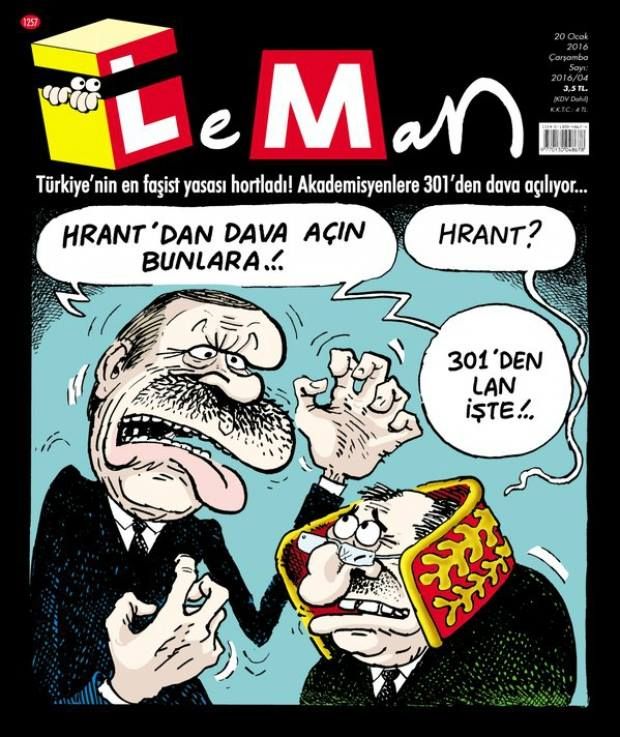 1257
LeMan
20 Ocak
2016
Çarşamba
Sayı:
2016/04
3,5 TL.
(KDV Dahil)
K.K.T.C.: 4 TL.
Türkiye'nin en faşist yasası hortladı! Akademisyenlere 301'den dava açılıyor...
HRANT'DAN DAVA AÇIN
BUNLARA..!.
HRANT?
301'DEN
LAN
İŞTE!..